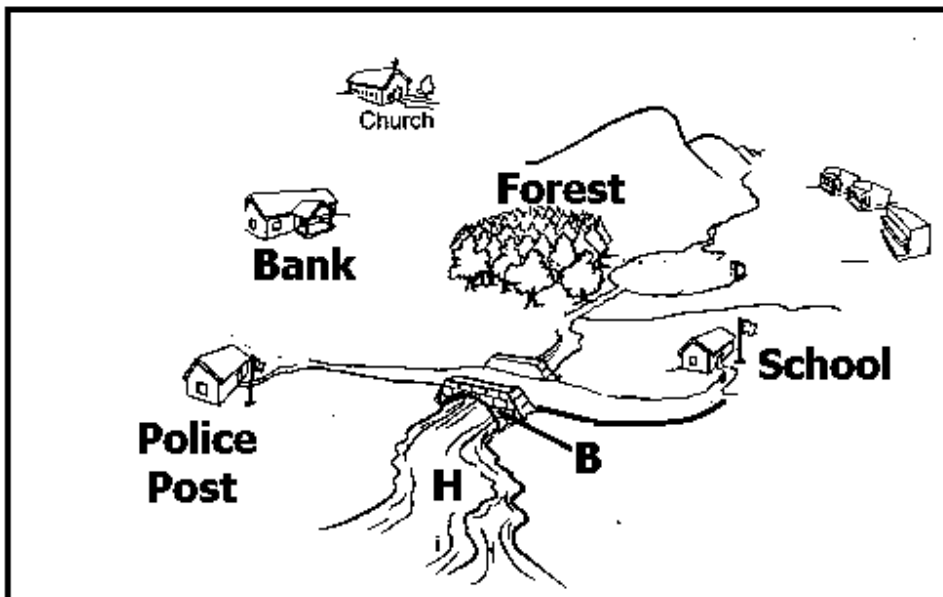 Church
Forest
Bank
School
Police
Post
B
H
i